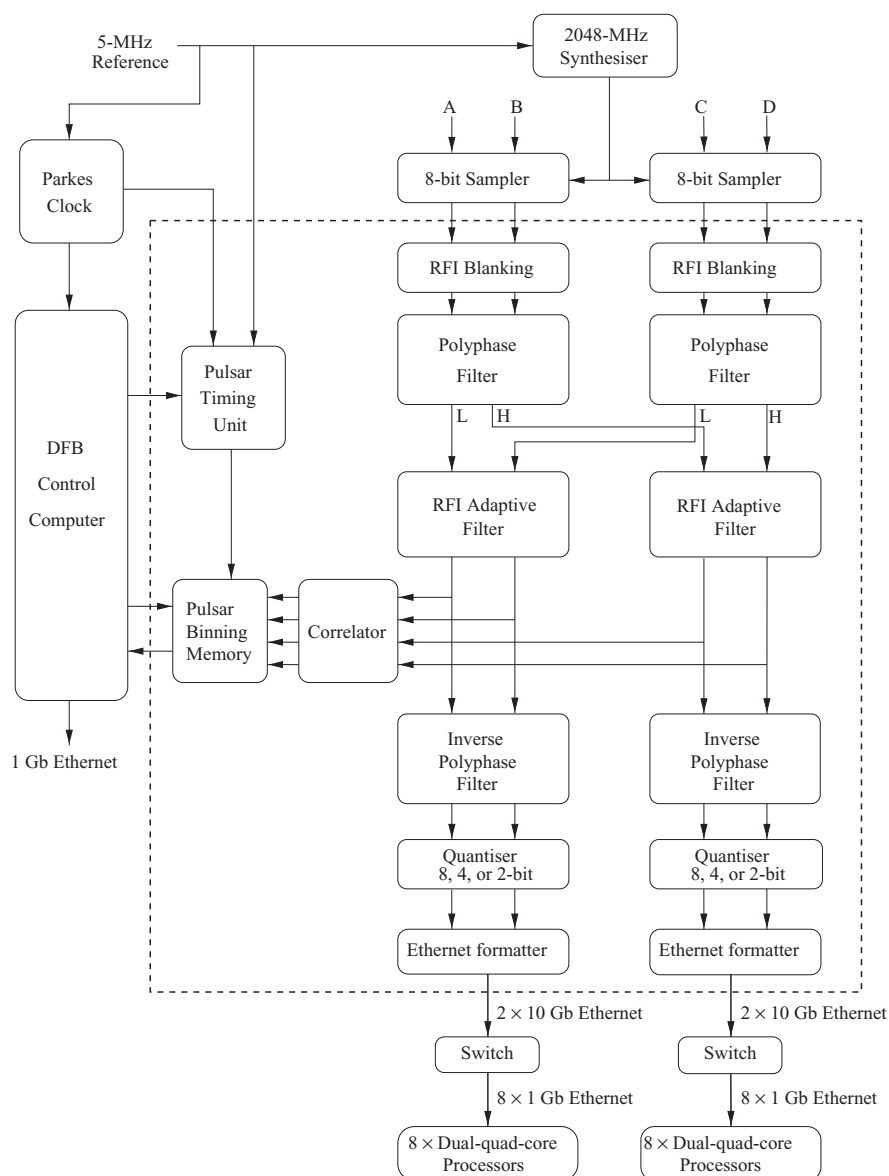 5-MHz
Reference
2048-MHz
Synthesiser
A
B
C
D
Parkes
Clock
8-bit Sampler
8-bit Sampler
RFI Blanking
RFI Blanking
Polyphase
Filter
Polyphase
Filter
Pulsar
Timing
Unit
L
H
L
H
DFB
Control
Computer
RFI Adaptive
Filter
RFI Adaptive
Filter
Pulsar
Binning
Memory
Correlator
Inverse
Polyphase
Filter
Inverse
Polyphase
Filter
1 Gb Ethernet
Quantiser
8, 4, or 2-bit
Quantiser
8, 4, or 2-bit
Ethernet formatter
Ethernet formatter
2 × 10 Gb Ethernet
2 × 10 Gb Ethernet
Switch
Switch
8 × 1 Gb Ethernet
8 × 1 Gb Ethernet
8 × Dual-quad-core
Processors
8 × Dual-quad-core
Processors